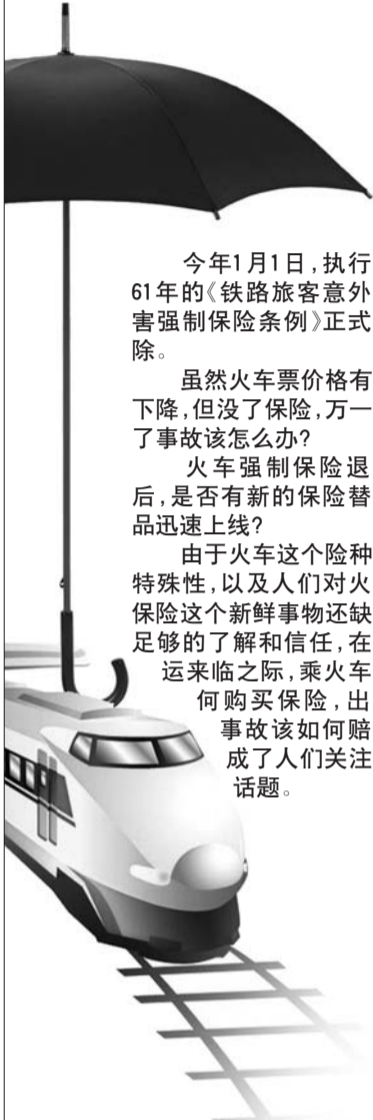 今年1月1日，执行
61年的《铁路旅客意外
害强制保险条例》正式
除。
虽然火车票价格有
下降，但没了保险，万一
了事故该怎么办？
火车强制保险退
后，是否有新的保险替
品迅速上线？
由于火车这个险种
特殊性，以及人们对火
保险这个新鲜事物还缺
足够的了解和信任，在
运来临之际，乘火车
何购买保险，出
事故该如何赔
成了人们关注
话题。